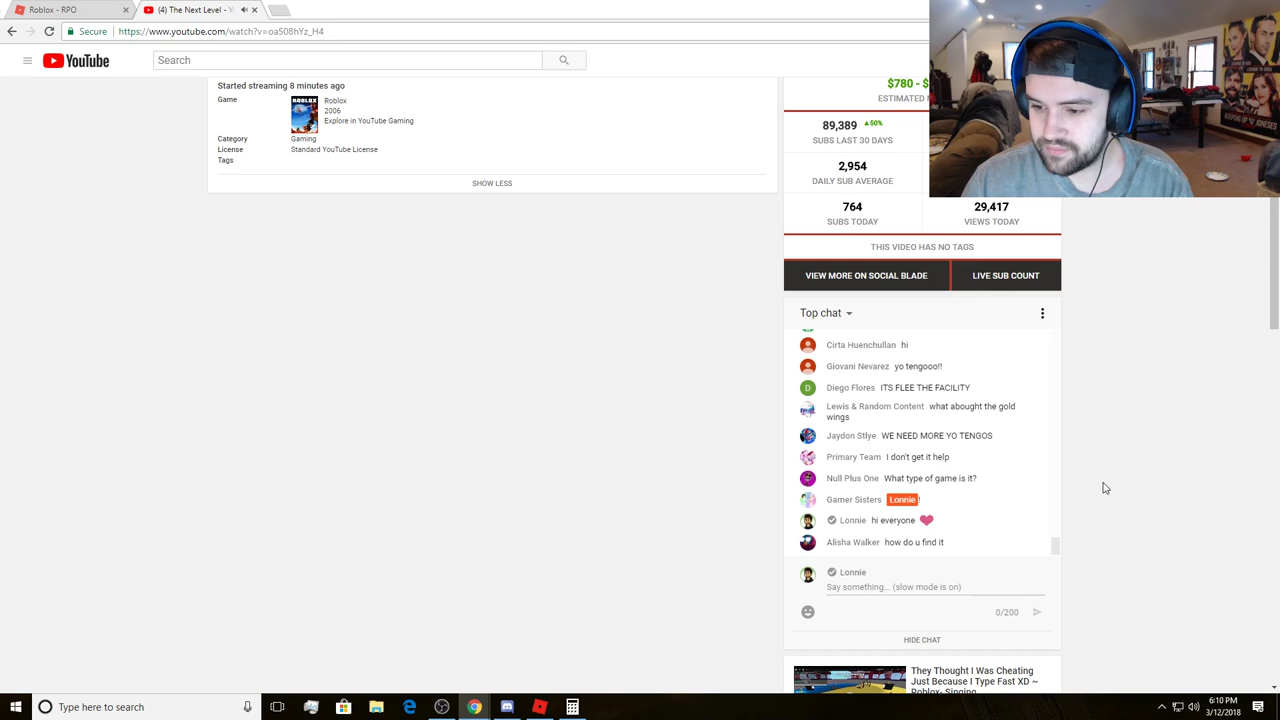 Roblox - RPO
(4) The Next Level - Y
Secure
https://www.youtube.com/watch?v=oa508hYz_H4
YouTube
Search
Started streaming 8 minutes ago
Game
Roblox
2006
Explore in YouTube Gaming
Category
Gaming
License
Standard YouTube License
Tags
SHOW LESS
$780 - $
ESTIMATED
89,389 ▲50%
SUBS LAST 30 DAYS
2,954
DAILY SUB AVERAGE
764
SUBS TODAY
29,417
VIEWS TODAY
THIS VIDEO HAS NO TAGS
VIEW MORE ON SOCIAL BLADE
LIVE SUB COUNT
Top chat
Cirta Huenchullan hi
Giovani Nevarez yo tengooo!!
Diego Flores ITS FLEE THE FACILITY
Lewis & Random Content what abought the gold
wings
Jaydon Stlye WE NEED MORE YO TENGOS
Primary Team I don't get it help
Null Plus One What type of game is it?
Gamer Sisters Lonnie !
Lonnie hi everyone
Alisha Walker how do u find it
Lonnie
Say something... (slow mode is on)
0/200
HIDE CHAT
They Thought I Was Cheating
Just Because I Type Fast XD ~
Roblox- Singing
KEEPING UP WITH THE JONESES
Type here to search
6:10 PM
3/12/2018